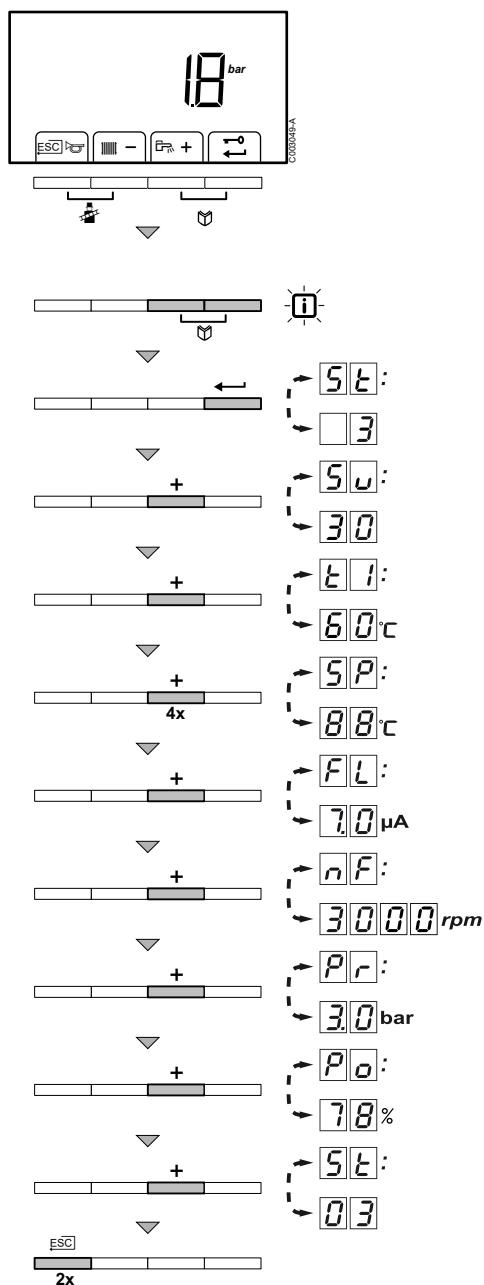 1.8 bar
ESC - + 
C003049-A
i
St:
3
+
Su:
30
+
t1:
60°C
+
4x
SP:
88°C
+
FL:
7.0 µA
+
nF:
3000 rpm
+
Pr:
3.0 bar
+
Po:
78%
+
St:
03
ESC
2x